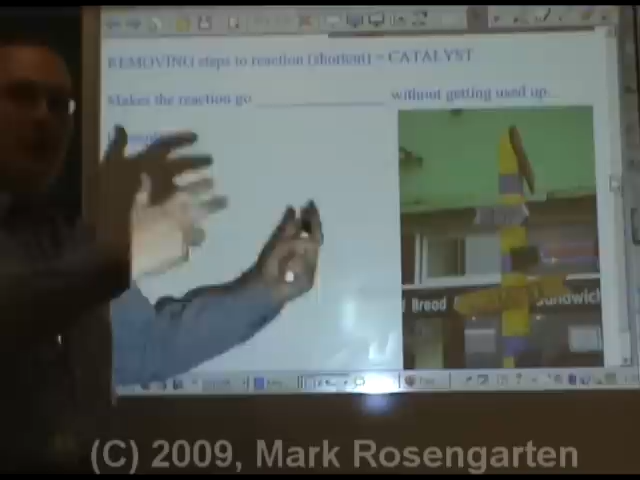 REMOVING steps to reaction (shortcut) = CATALYST
Makes the reaction go ____________ without getting used up...
Bread
Sandwich
(C) 2009, Mark Rosengarten